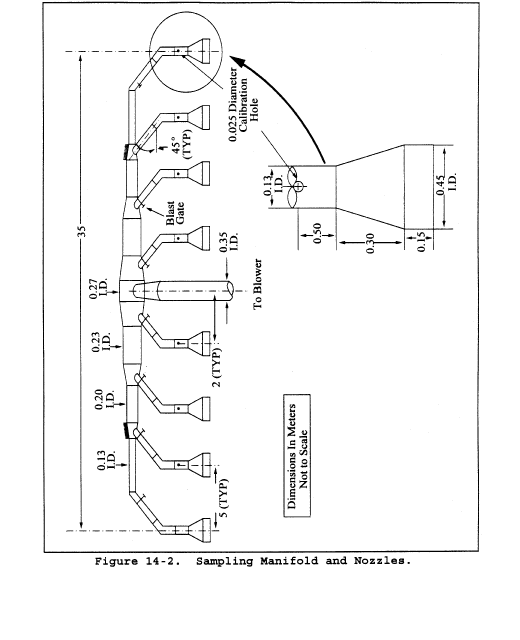 35
0.27
I.D.
0.23
I.D.
0.20
I.D.
0.13
I.D.
45°
(TYP)
Blast
Gate
0.35
I.D.
To Blower
2 (TYP)
5 (TYP)
0.025 Diameter
Calibration
Hole
0.13
I.D.
0.50
0.30
0.15
0.45
I.D.
Dimensions In Meters
Not to Scale
Figure 14-2. Sampling Manifold and Nozzles.